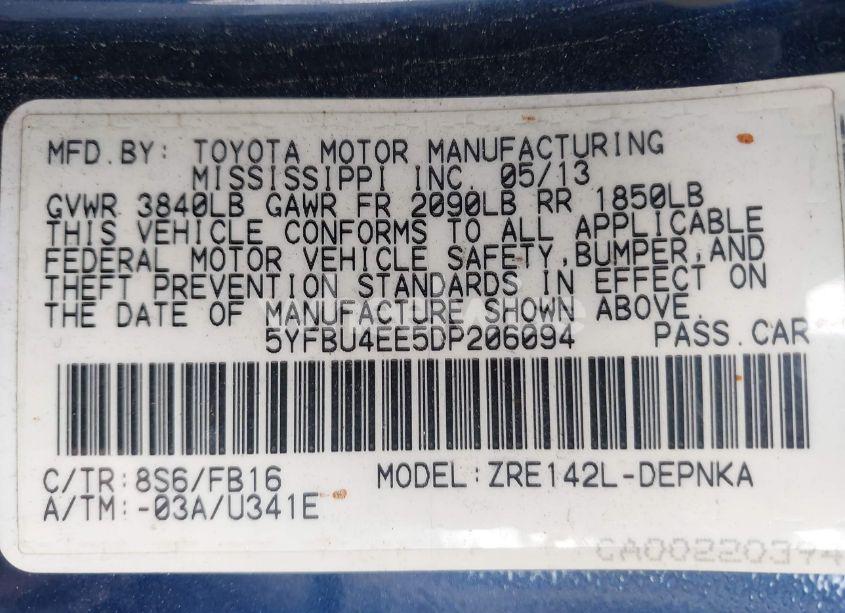 MFD.BY: TOYOTA MOTOR MANUFACTURING
MISSISSIPPI INC. 05/13
GVWR 3840LB GAWR FR 2090LB RR 1850LB
THIS VEHICLE CONFORMS TO ALL APPLICABLE
FEDERAL MOTOR VEHICLE SAFETY,BUMPER,AND
THEFT PREVENTION STANDARDS IN EFFECT ON
THE DATE OF MANUFACTURE SHOWN ABOVE.
5YFBU4EE5DP206094 PASS.CAR
C/TR:8S6/FB16 MODEL:ZRE142L-DEPNKA
A/TM:-03A/U341E
CA00220394